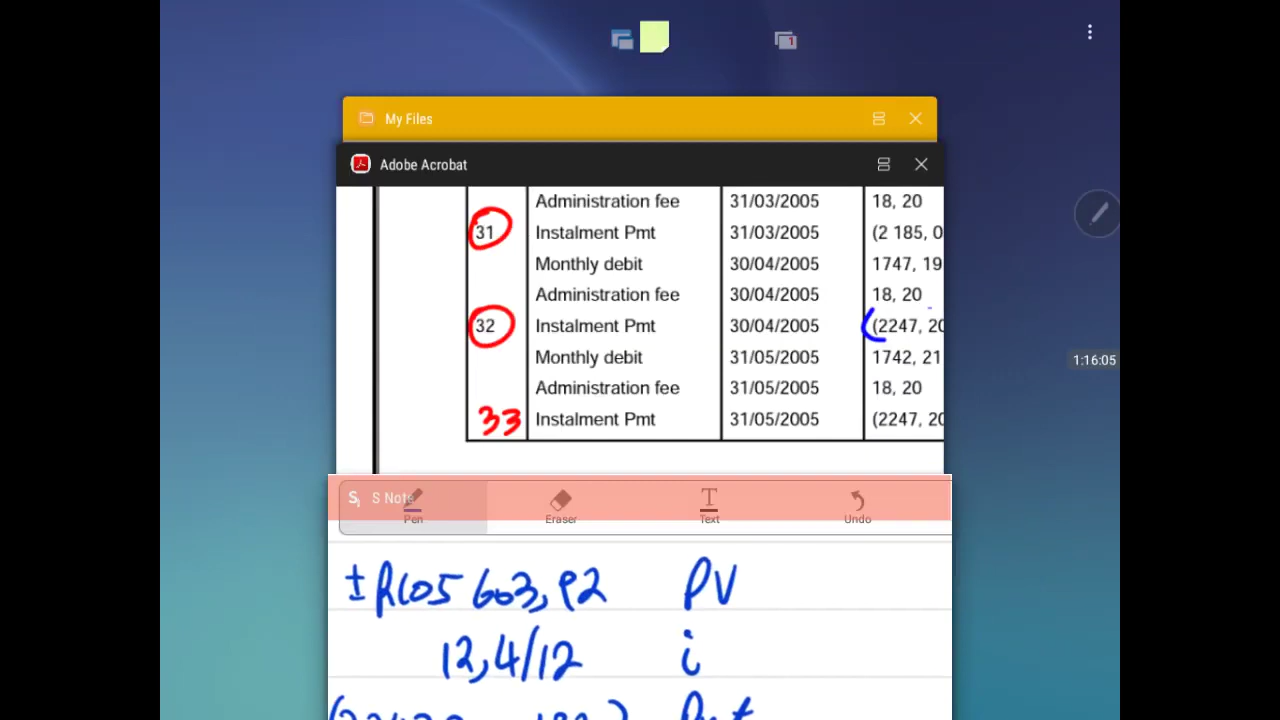 1
My Files
Adobe Acrobat
Administration fee 31/03/2005 18, 20
31 Instalment Pmt 31/03/2005 (2 185, 0
Monthly debit 30/04/2005 1747, 19
Administration fee 30/04/2005 18, 20
32 Instalment Pmt 30/04/2005 (2247, 20
Monthly debit 31/05/2005 1742, 21
1:16:05
Administration fee 31/05/2005 18, 20
33 Instalment Pmt 31/05/2005 (2247, 20
S Note
Pen Eraser Text Undo
± R105 603,92 PV
12,4/12 i